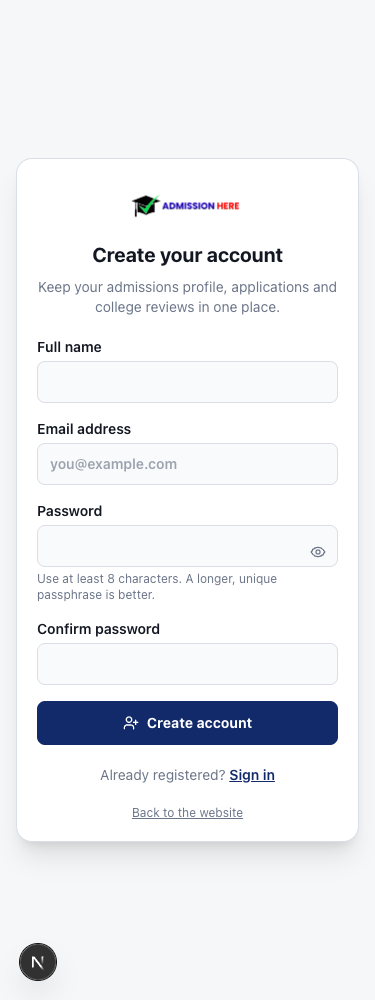 ADMISSION HERE
Create your account
Keep your admissions profile, applications and
college reviews in one place.
Full name
Email address
you@example.com
Password
Use at least 8 characters. A longer, unique
passphrase is better.
Confirm password
Create account
Already registered? Sign in
Back to the website
N